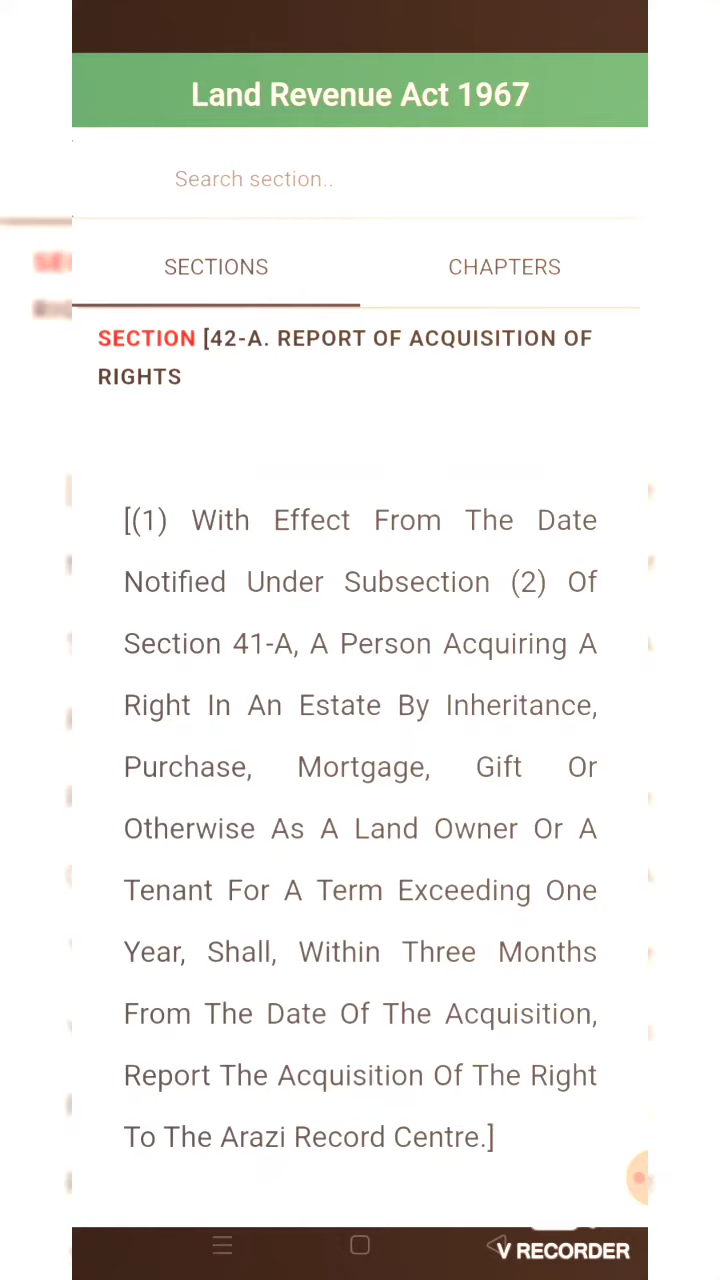 Land Revenue Act 1967
Search section..
SECTIONS
CHAPTERS
SECTION [42-A. REPORT OF ACQUISITION OF
RIGHTS
[(1) With Effect From The Date
Notified Under Subsection (2) Of
Section 41-A, A Person Acquiring A
Right In An Estate By Inheritance,
Purchase, Mortgage, Gift Or
Otherwise As A Land Owner Or A
Tenant For A Term Exceeding One
Year, Shall, Within Three Months
From The Date Of The Acquisition,
Report The Acquisition Of The Right
To The Arazi Record Centre.]
V RECORDER